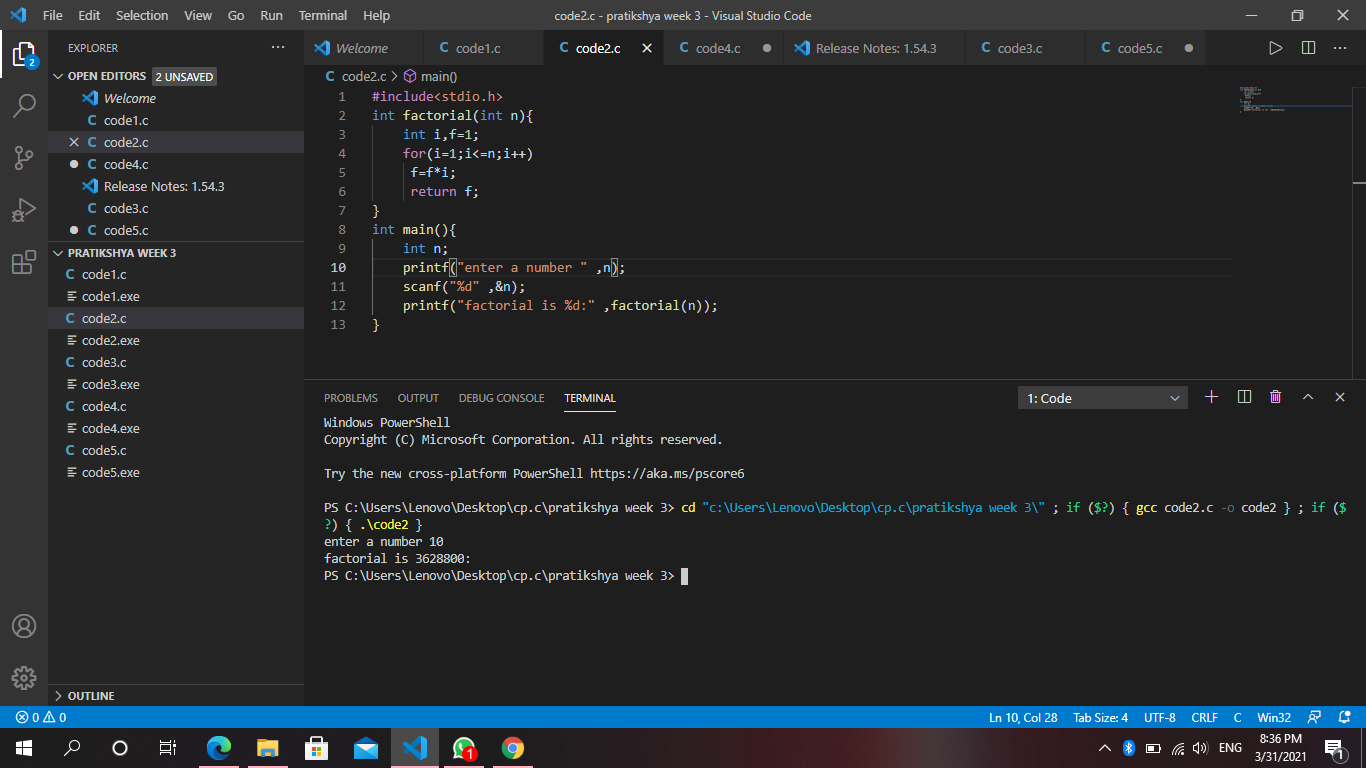 File Edit Selection View Go Run Terminal Help
code2.c - pratikshya week 3 - Visual Studio Code
2
EXPLORER
OPEN EDITORS 2 UNSAVED
Welcome
code1.c
code2.c
code4.c
Release Notes: 1.54.3
code3.c
code5.c
PRATIKSHYA WEEK 3
code1.c
code1.exe
code2.c
code2.exe
code3.c
code3.exe
code4.c
code4.exe
code5.c
code5.exe
OUTLINE
Welcome code1.c code2.c code4.c Release Notes: 1.54.3 code3.c code5.c
code2.c > main()
1 #include<stdio.h>
2 int factorial(int n){
3 int i,f=1;
4 for(i=1;i<=n;i++)
5 f=f*i;
6 return f;
7 }
8 int main(){
9 int n;
10 printf("enter a number " ,n);
11 scanf("%d" ,&n);
12 printf("factorial is %d:" ,factorial(n));
13 }
PROBLEMS OUTPUT DEBUG CONSOLE TERMINAL 1: Code
Windows PowerShell
Copyright (C) Microsoft Corporation. All rights reserved.
Try the new cross-platform PowerShell https://aka.ms/pscore6
PS C:\Users\Lenovo\Desktop\cp.c\pratikshya week 3> cd "c:\Users\Lenovo\Desktop\cp.c\pratikshya week 3\" ; if ($?) { gcc code2.c -o code2 } ; if ($
?) { .\code2 }
enter a number 10
factorial is 3628800:
PS C:\Users\Lenovo\Desktop\cp.c\pratikshya week 3>
0 0 Ln 10, Col 28 Tab Size: 4 UTF-8 CRLF C Win32
1 ENG 8:36 PM 1
3/31/2021